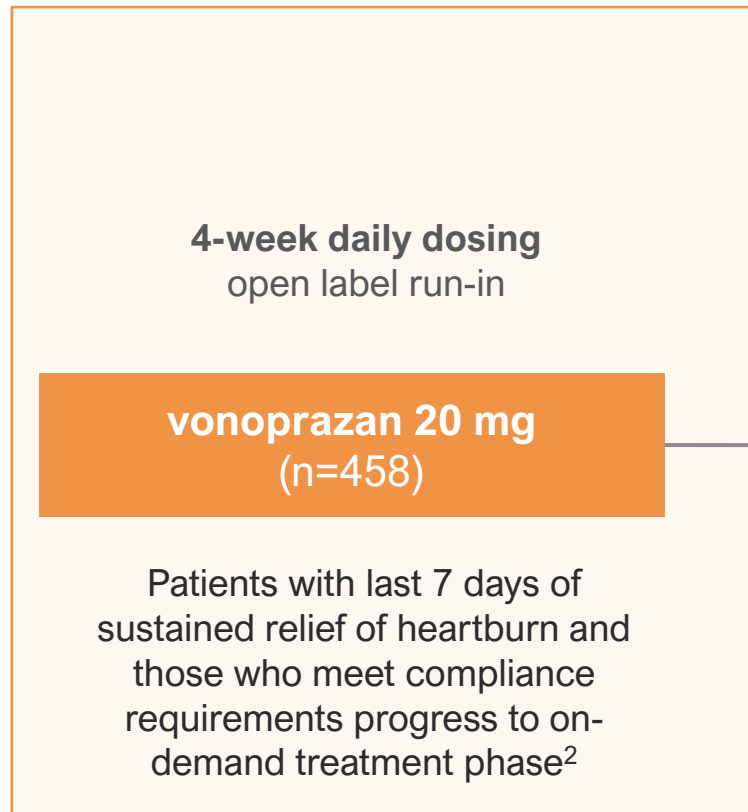 4-week daily dosing
open label run-in
vonoprazan 20 mg
(n=458)
Patients with last 7 days of
sustained relief of heartburn and
those who meet compliance
requirements progress to on-
demand treatment phase²